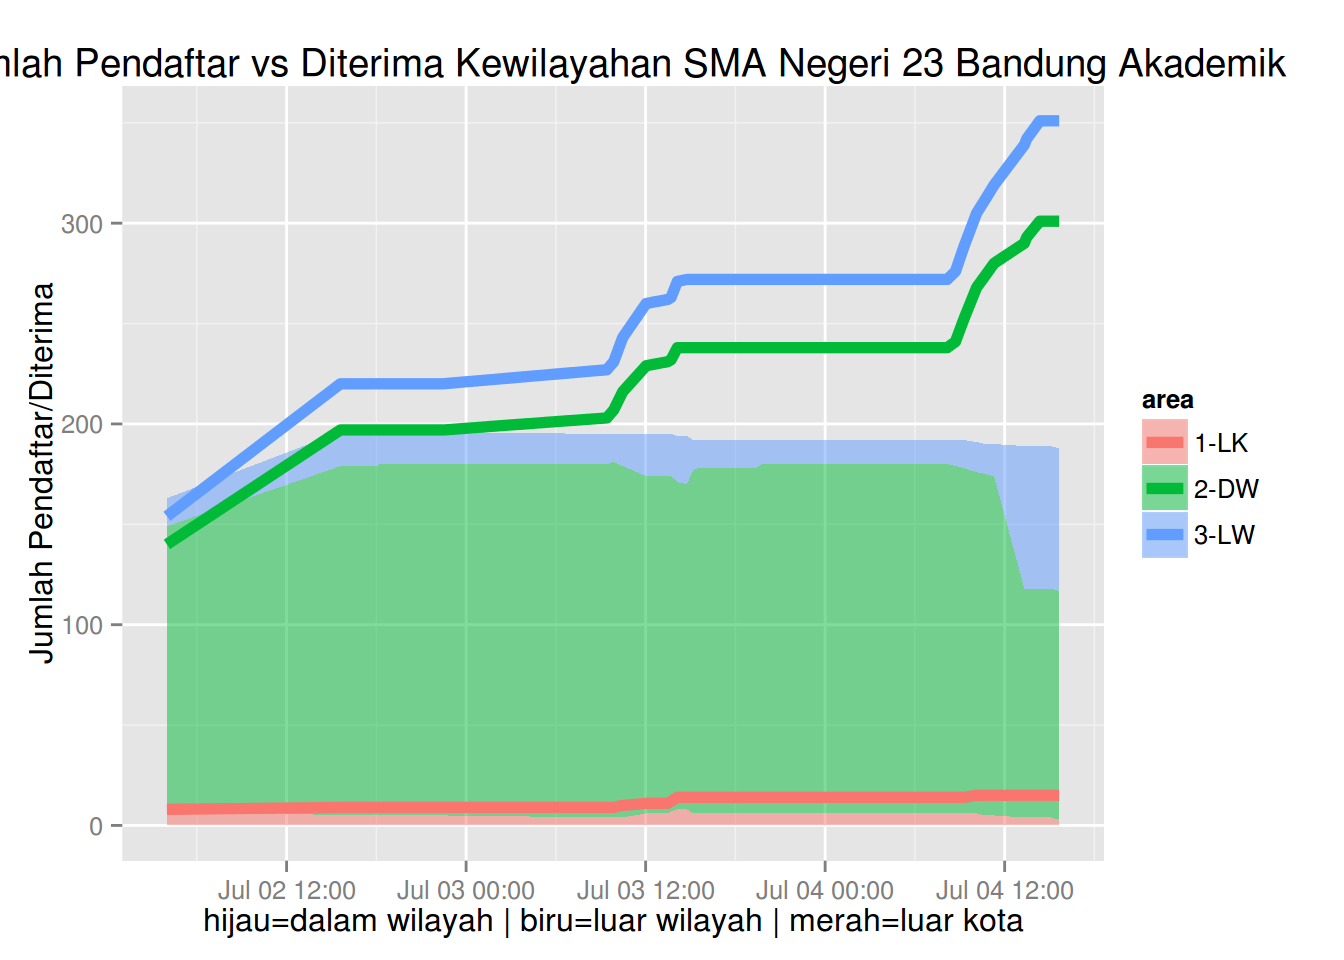 mlah Pendaftar vs Diterima Kewilayahan SMA Negeri 23 Bandung Akademik
Jumlah Pendaftar/Diterima
300
200
100
0
Jul 02 12:00
Jul 03 00:00
Jul 03 12:00
Jul 04 00:00
Jul 04 12:00
hijau=dalam wilayah | biru=luar wilayah | merah=luar kota
area
1-LK
2-DW
3-LW